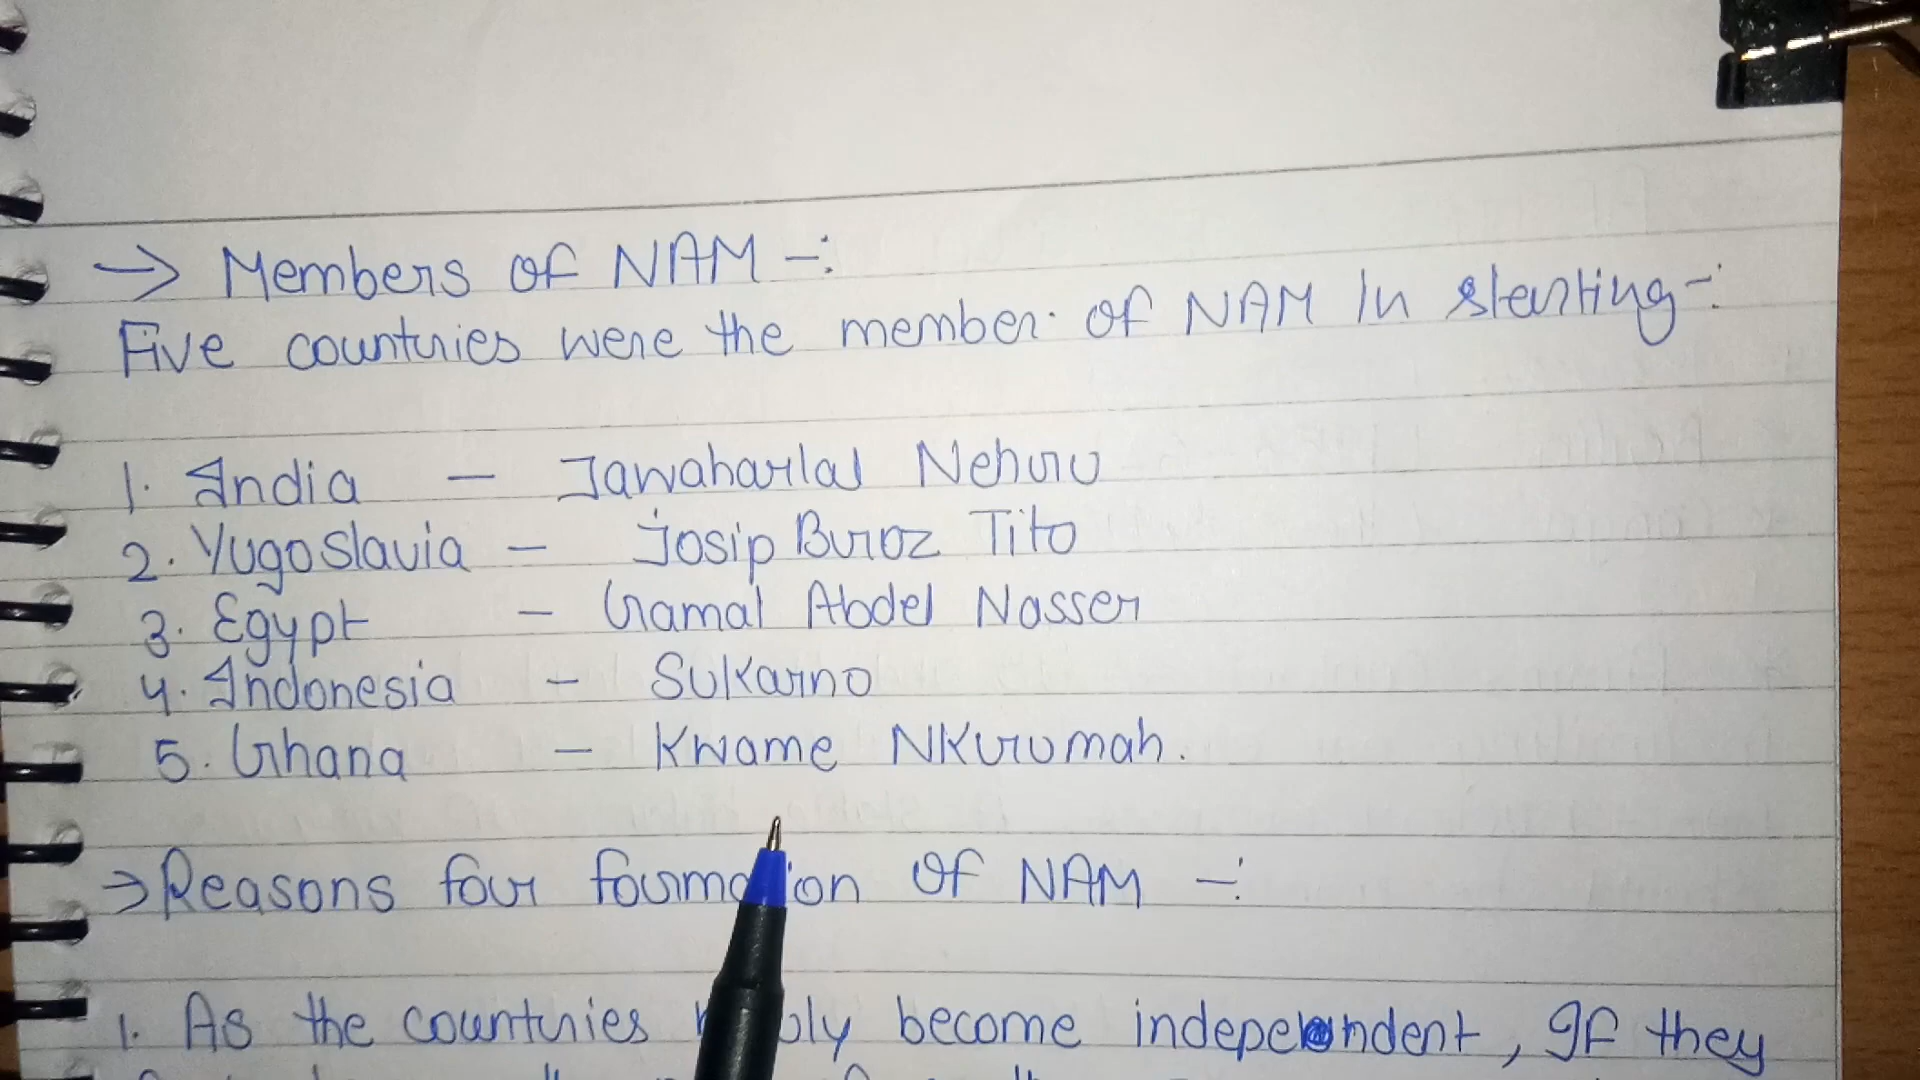 → Members of NAM -:
Five countries were the member of NAM In starting -:
1. India - Jawaharlal Nehru
2. Yugoslavia - Josip Broz Tito
3. Egypt - Gamal Abdel Nasser
4. Indonesia - Sukarno
5. Ghana - Kwame NKrumah.
→ Reasons for formation of NAM -:
1. As the countries become independent, If they